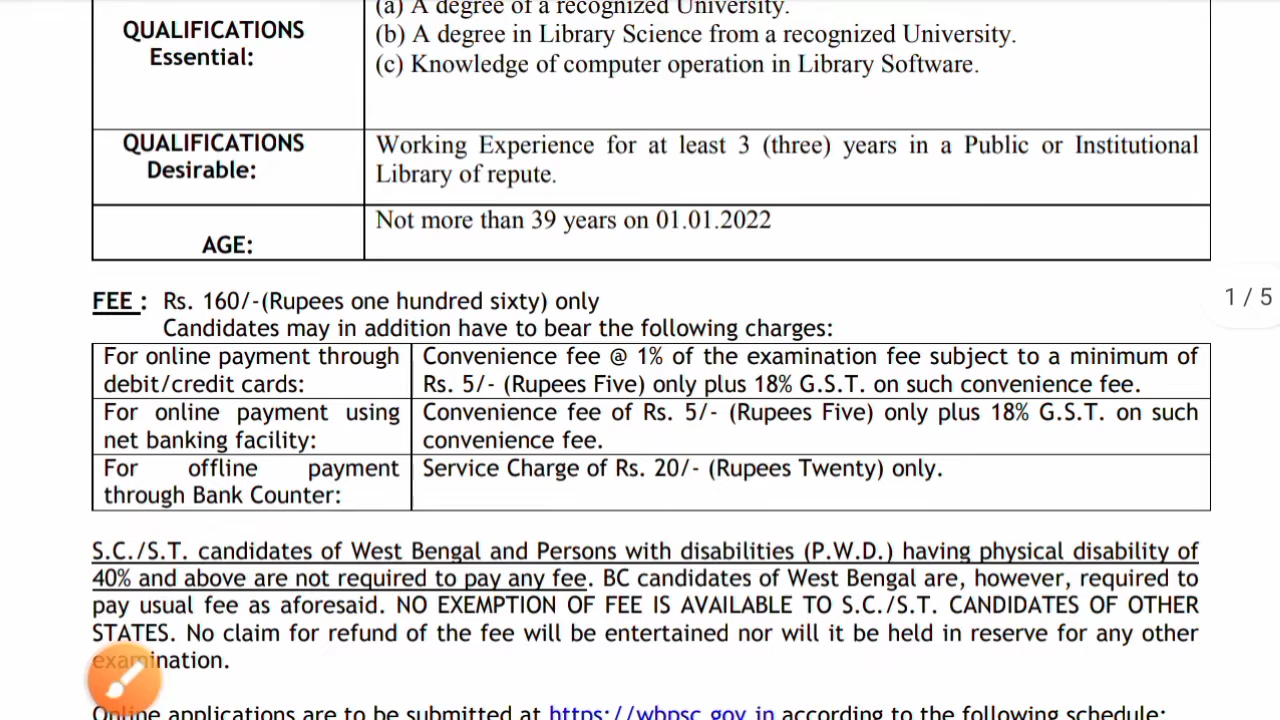 (a) A degree of a recognized University.
QUALIFICATIONS
Essential:
(b) A degree in Library Science from a recognized University.
(c) Knowledge of computer operation in Library Software.
QUALIFICATIONS
Desirable:
Working Experience for at least 3 (three) years in a Public or Institutional
Library of repute.
AGE:
Not more than 39 years on 01.01.2022
FEE : Rs. 160/-(Rupees one hundred sixty) only
Candidates may in addition have to bear the following charges:
For online payment through
debit/credit cards:
Convenience fee @ 1% of the examination fee subject to a minimum of
Rs. 5/- (Rupees Five) only plus 18% G.S.T. on such convenience fee.
For online payment using
net banking facility:
Convenience fee of Rs. 5/- (Rupees Five) only plus 18% G.S.T. on such
convenience fee.
For offline payment
through Bank Counter:
Service Charge of Rs. 20/- (Rupees Twenty) only.
1 / 5
S.C./S.T. candidates of West Bengal and Persons with disabilities (P.W.D.) having physical disability of
40% and above are not required to pay any fee. BC candidates of West Bengal are, however, required to
pay usual fee as aforesaid. NO EXEMPTION OF FEE IS AVAILABLE TO S.C./S.T. CANDIDATES OF OTHER
STATES. No claim for refund of the fee will be entertained nor will it be held in reserve for any other
examination.
Online applications are to be submitted at https://wbpsc.gov.in according to the following schedule: